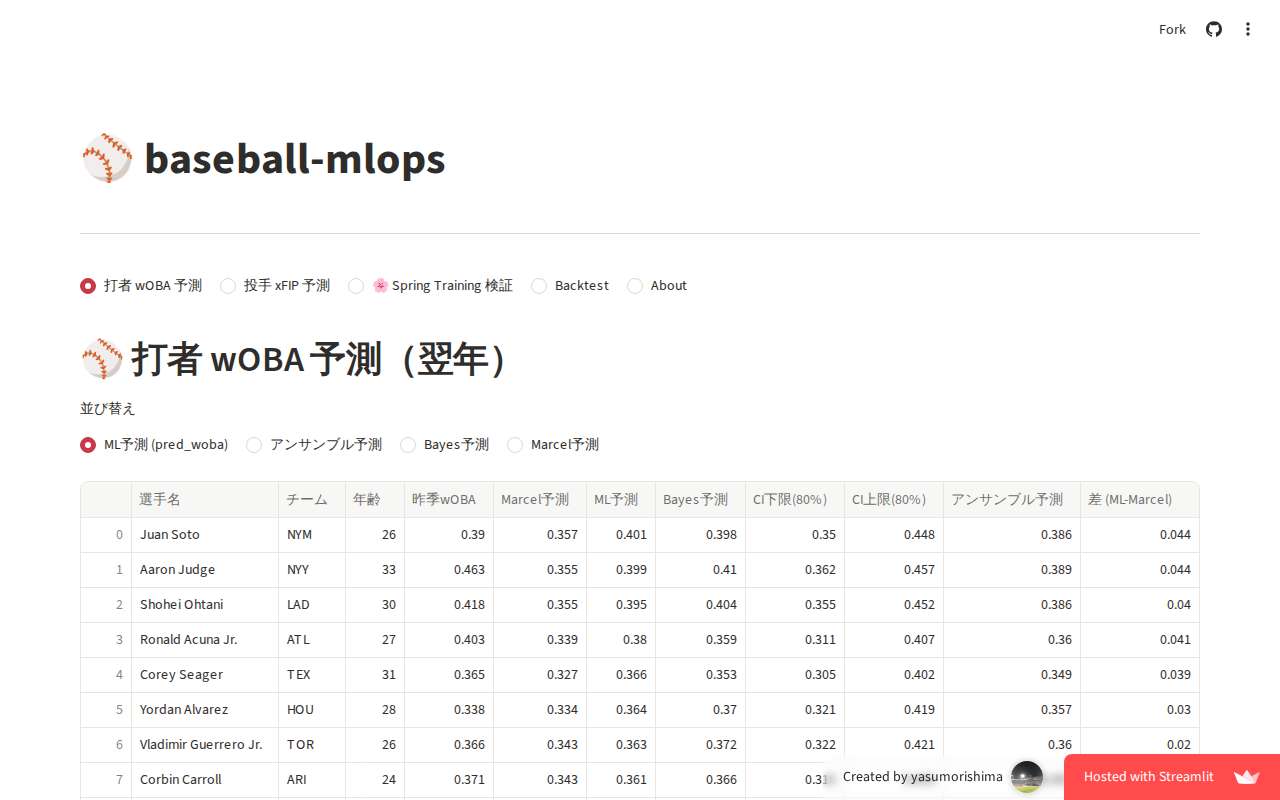 Fork
baseball-mlops
打者 wOBA 予測 投手 xFIP 予測 🌸 Spring Training 検証 Backtest About
打者 wOBA 予測（翌年）
並び替え
ML予測 (pred_woba) アンサンブル予測 Bayes予測 Marcel予測
選手名 チーム 年齢 昨季wOBA Marcel予測 ML予測 Bayes予測 CI下限(80%) CI上限(80%) アンサンブル予測 差 (ML-Marcel)
0 Juan Soto NYM 26 0.39 0.357 0.401 0.398 0.35 0.448 0.386 0.044
1 Aaron Judge NYY 33 0.463 0.355 0.399 0.41 0.362 0.457 0.389 0.044
2 Shohei Ohtani LAD 30 0.418 0.355 0.395 0.404 0.355 0.452 0.386 0.04
3 Ronald Acuna Jr. ATL 27 0.403 0.339 0.38 0.359 0.311 0.407 0.36 0.041
4 Corey Seager TEX 31 0.365 0.327 0.366 0.353 0.305 0.402 0.349 0.039
5 Yordan Alvarez HOU 28 0.338 0.334 0.364 0.37 0.321 0.419 0.357 0.03
6 Vladimir Guerrero Jr. TOR 26 0.366 0.343 0.363 0.372 0.322 0.421 0.36 0.02
7 Corbin Carroll ARI 24 0.371 0.343 0.361 0.366
Created by yasumorishima
Hosted with Streamlit